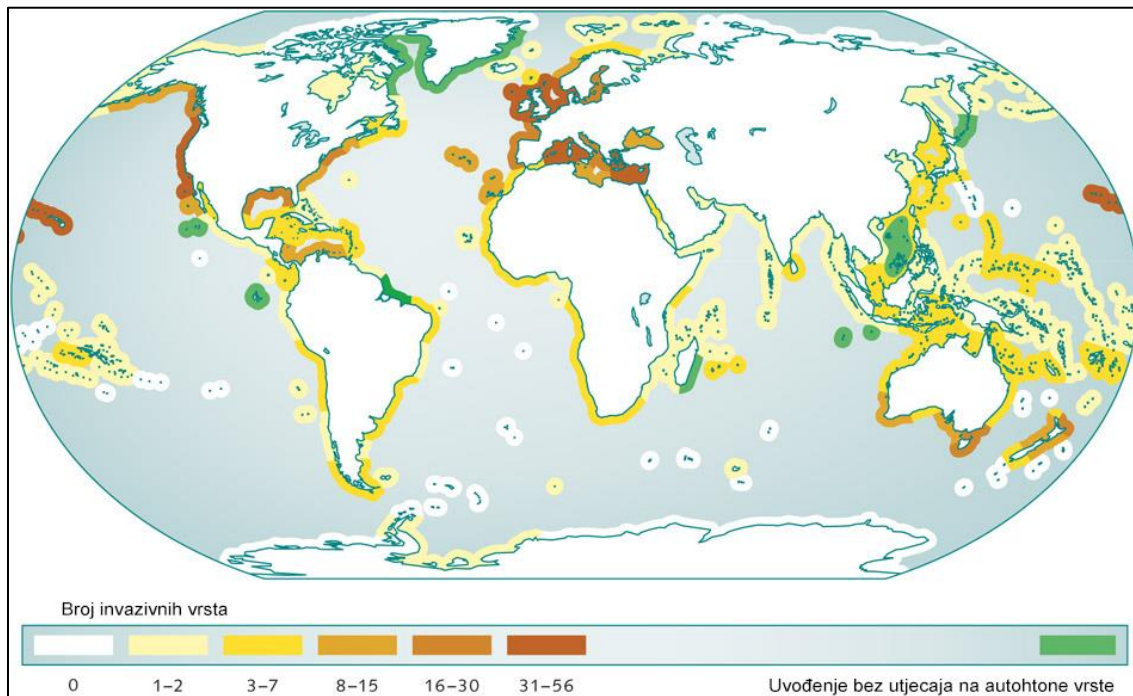 Broj invazivnih vrsta
0 1–2 3–7 8–15 16–30 31–56 Uvođenje bez utjecaja na autohtone vrste